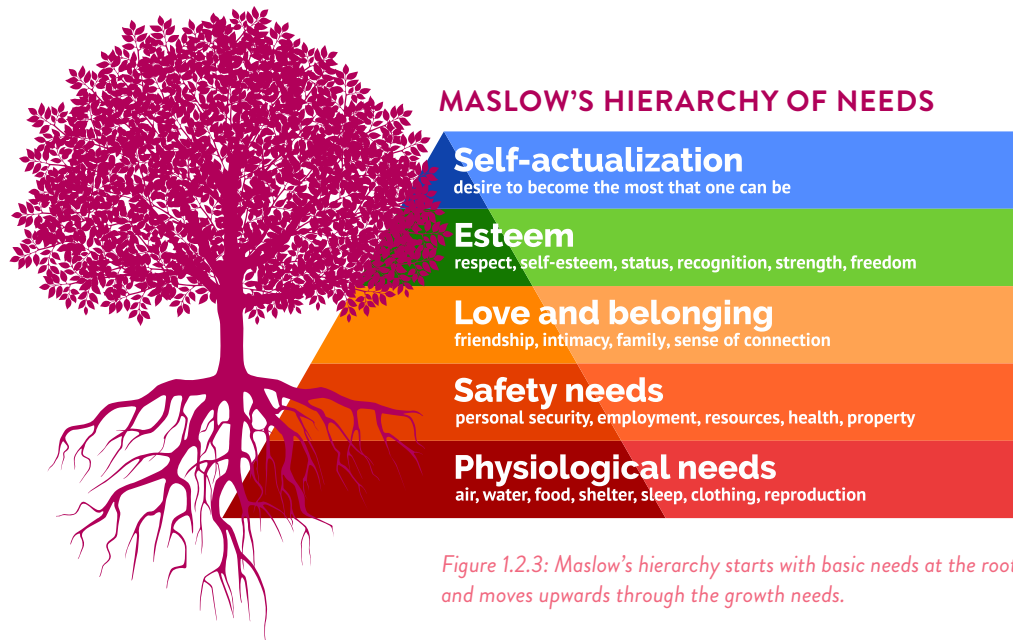 MASLOW'S HIERARCHY OF NEEDS
Self-actualization
desire to become the most that one can be
Esteem
respect, self-esteem, status, recognition, strength, freedom
Love and belonging
friendship, intimacy, family, sense of connection
Safety needs
personal security, employment, resources, health, property
Physiological needs
air, water, food, shelter, sleep, clothing, reproduction
Figure 1.2.3: Maslow's hierarchy starts with basic needs at the root
and moves upwards through the growth needs.